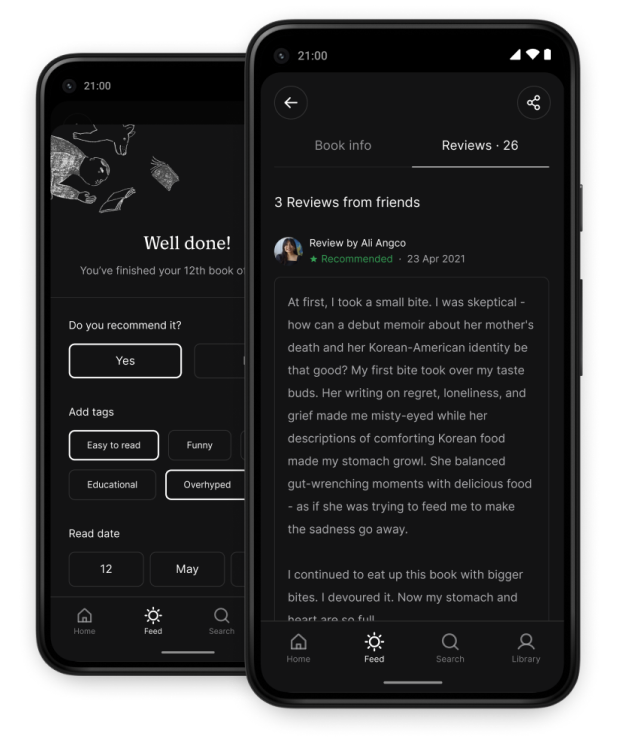 21:00
Well done!
You've finished your 12th book
Do you recommend it?
Yes
Add tags
Easy to read
Funny
Educational
Overhyped
Read date
12
May
Home
Feed
Search
21:00
Book info
Reviews · 26
3 Reviews from friends
Review by Ali Angco
★ Recommended · 23 Apr 2021
At first, I took a small bite. I was skeptical -
how can a debut memoir about her mother's
death and her Korean-American identity be
that good? My first bite took over my taste
buds. Her writing on regret, loneliness, and
grief made me misty-eyed while her
descriptions of comforting Korean food
made my stomach growl. She balanced
gut-wrenching moments with delicious food
- as if she was trying to feed me to make
the sadness go away.
I continued to eat up this book with bigger
bites. I devoured it. Now my stomach and
heart are so full
Home
Feed
Search
Library